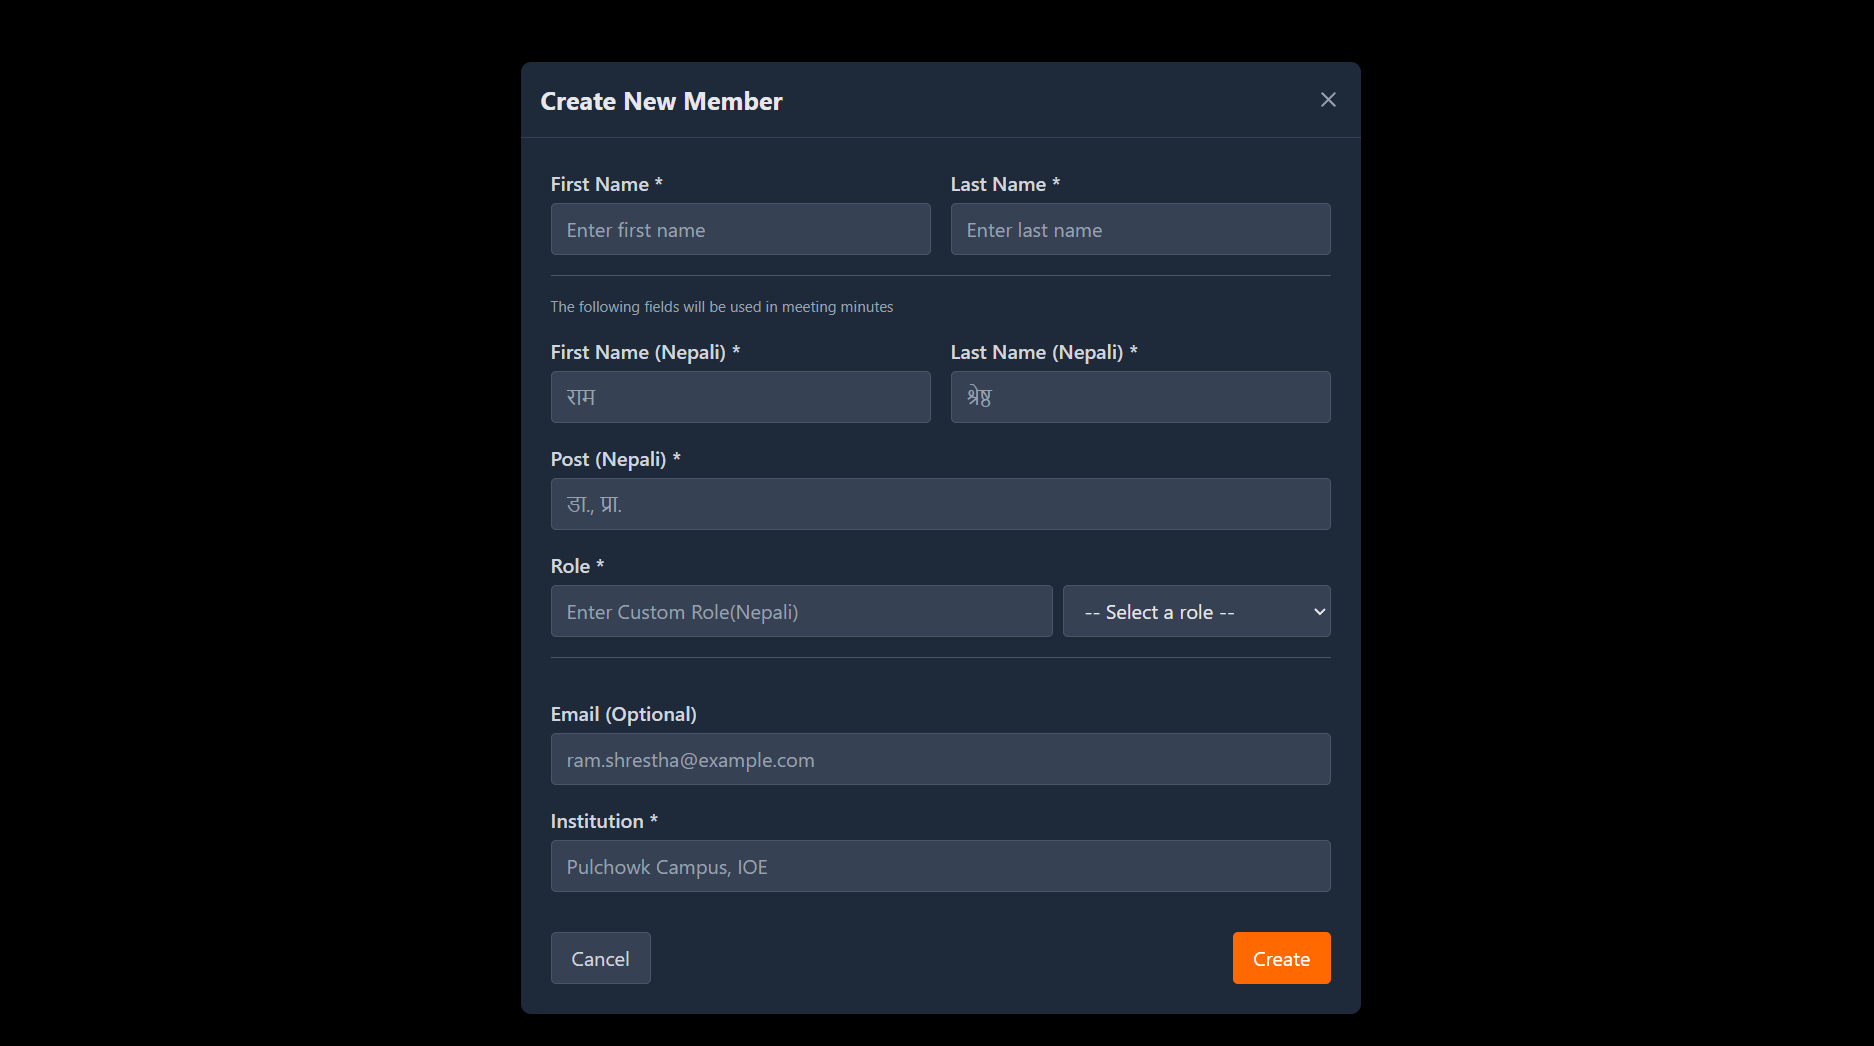 Create New Member
First Name *
Last Name *
Enter first name
Enter last name
The following fields will be used in meeting minutes
First Name (Nepali) *
Last Name (Nepali) *
राम
श्रेष्ठ
Post (Nepali) *
डा., प्रा.
Role *
Enter Custom Role(Nepali)
-- Select a role --
Email (Optional)
ram.shrestha@example.com
Institution *
Pulchowk Campus, IOE
Cancel
Create